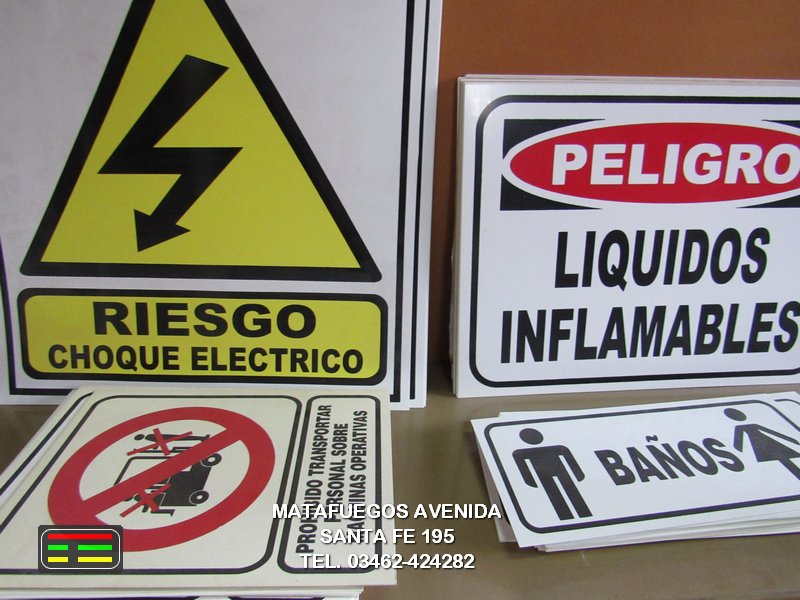 RIESGO
CHOQUE ELECTRICO
PELIGRO
LIQUIDOS
INFLAMABLES
PROHIBIDO TRANSPORTAR
PERSONAL SOBRE
MAQUINAS OPERATIVAS
BAÑOS
MATAFUEGOS AVENIDA
SANTA FE 195
TEL. 03462-424282